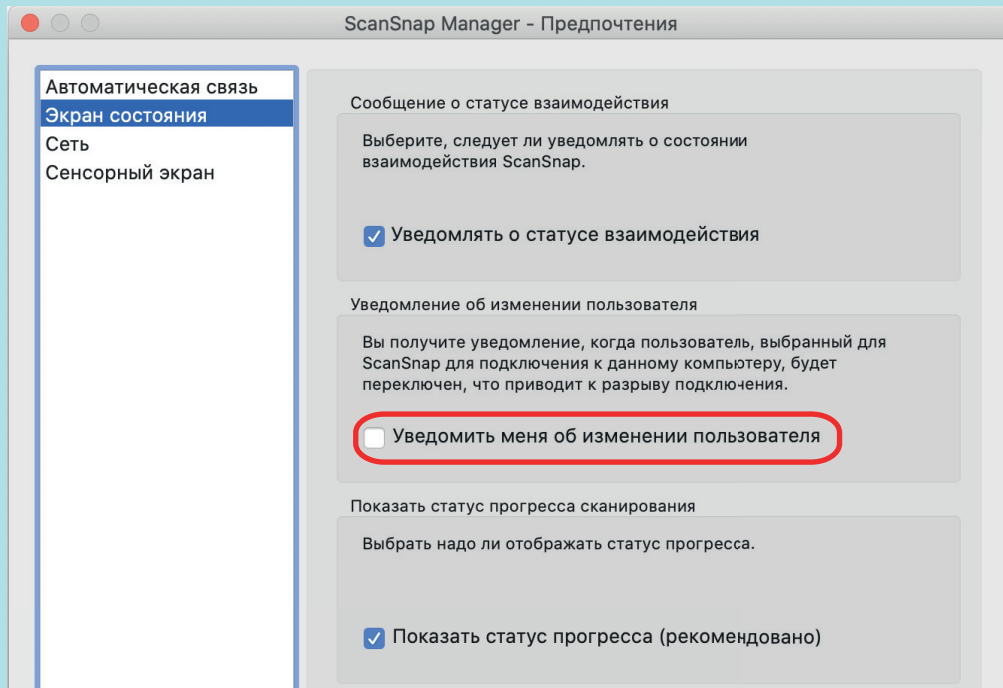 ScanSnap Manager - Предпочтения
Автоматическая связь
Экран состояния
Сеть
Сенсорный экран
Сообщение о статусе взаимодействия
Выберите, следует ли уведомлять о состоянии
взаимодействия ScanSnap.
Уведомлять о статусе взаимодействия
Уведомление об изменении пользователя
Вы получите уведомление, когда пользователь, выбранный для
ScanSnap для подключения к данному компьютеру, будет
переключен, что приводит к разрыву подключения.
Уведомить меня об изменении пользователя
Показать статус прогресса сканирования
Выбрать надо ли отображать статус прогресса.
Показать статус прогресса (рекомендовано)